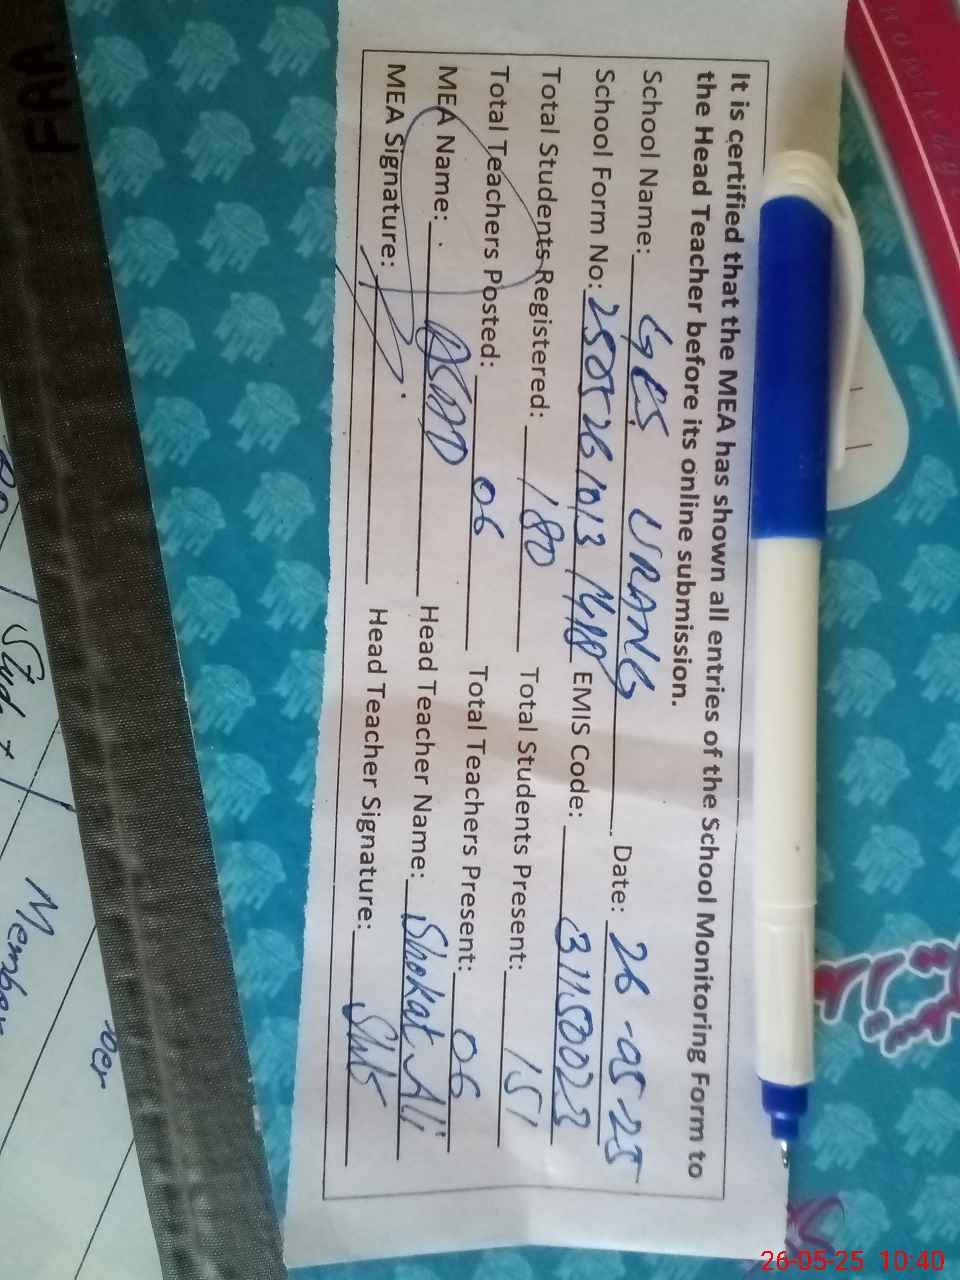 It is certified that the MEA has shown all entries of the School Monitoring Form to
the Head Teacher before its online submission.
School Name: GES URANG Date: 26-05-25
School Form No: EMIS Code: 31150023
Total Students Registered: 180 Total Students Present: 151
Total Teachers Posted: 06 Total Teachers Present: 06
MEA Name: Head Teacher Name: Shokat Ali
MEA Signature: Head Teacher Signature:
Member
26-05-25 10:40